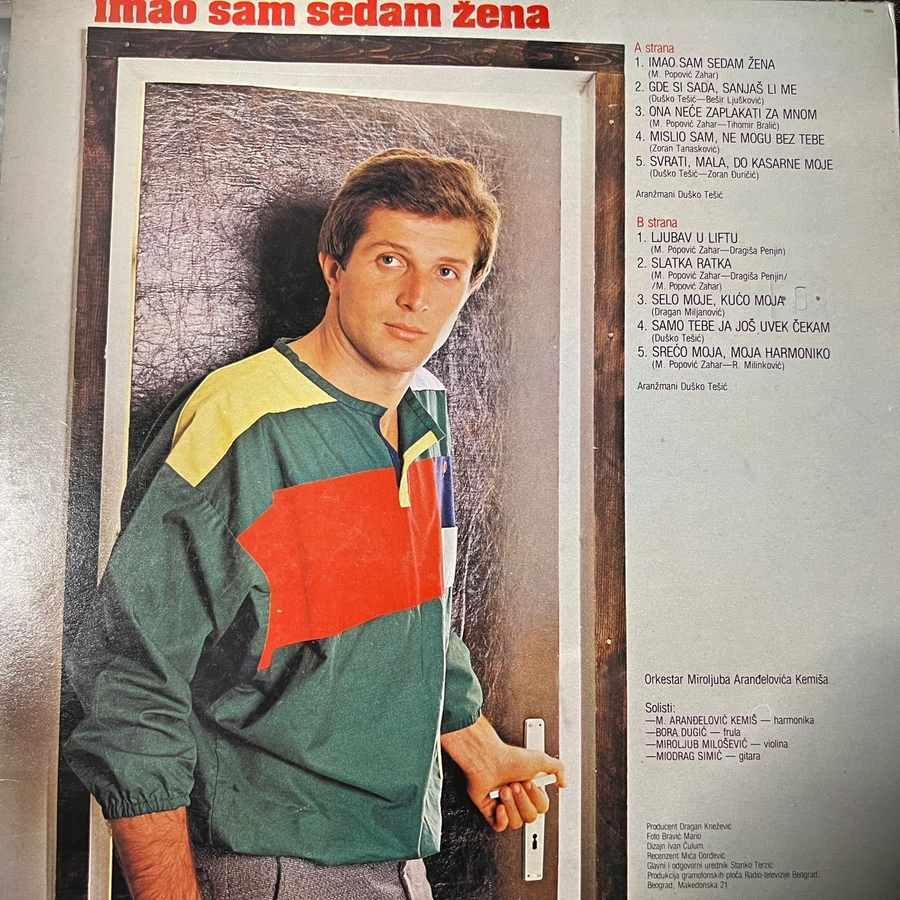 imao sam sedam žena
A strana
1. IMAO SAM SEDAM ŽENA
(M. Popović Zahar)
2. GDE SI SADA, SANJAŠ LI ME
(Duško Tešić—Bešir Ljušković)
3. ONA NEĆE ZAPLAKATI ZA MNOM
(M. Popović Zahar—Tihomir Bralić)
4. MISLIO SAM, NE MOGU BEZ TEBE
(Zoran Tanasković)
5. SVRATI, MALA, DO KASARNE MOJE
(Duško Tešić—Zoran Đuričić)
Aranžmani Duško Tešić
B strana
1. LJUBAV U LIFTU
(M. Popović Zahar—Dragiša Penjin)
2. SLATKA RATKA
(M. Popović Zahar—Dragiša Penjin/
/M. Popović Zahar)
3. SELO MOJE, KUĆO MOJA
(Dragan Miljanović)
4. SAMO TEBE JA JOŠ UVEK ČEKAM
(Duško Tešić)
5. SREĆO MOJA, MOJA HARMONIKO
(M. Popović Zahar—R. Milinković)
Aranžmani Duško Tešić
Orkestar Miroljuba Aranđelovića Kemiša
Solisti:
—M. ARANĐELOVIĆ KEMIŠ — harmonika
—BORA DUGIĆ — frula
—MIROLJUB MILOŠEVIĆ — violina
—MIODRAG SIMIĆ — gitara
Producent Dragan Knežević
Foto Bravić Mario
Dizajn Ivan Ćulum
Recenzent Mića Đorđević
Glavni i odgovorni urednik Stanko Terzić
Produkcija gramofonskih ploča Radio-televizije Beograd.
Beograd, Makedonska 21